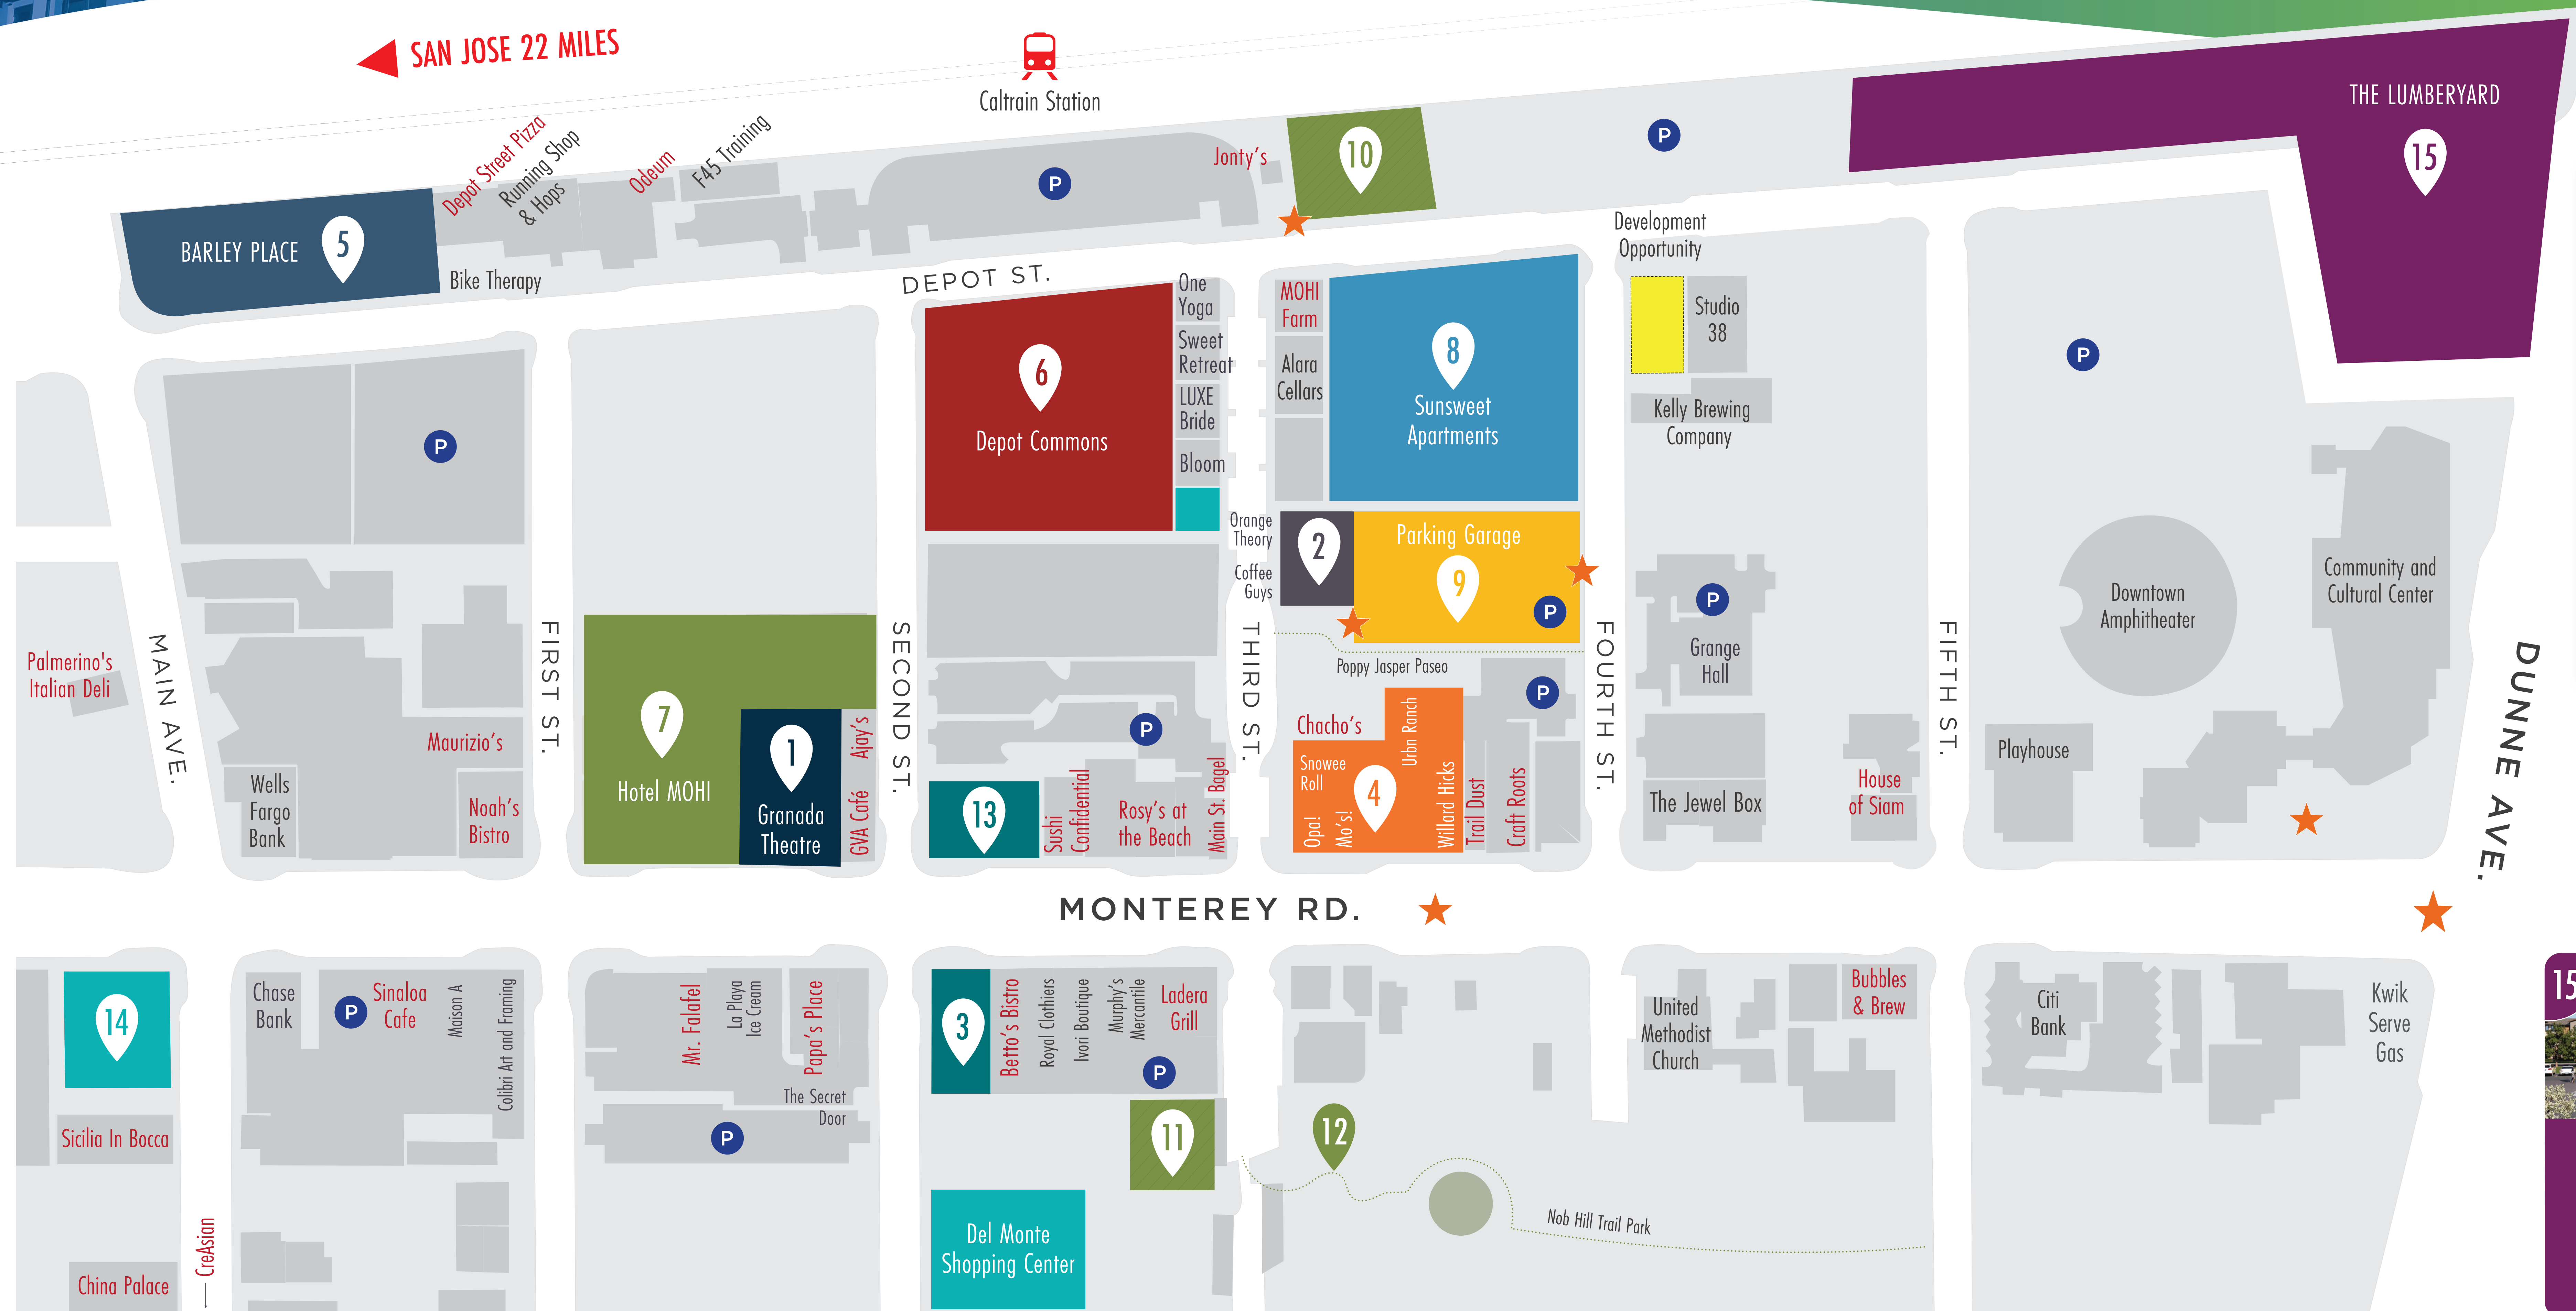 SAN JOSE 22 MILES
Caltrain Station
THE LUMBERYARD
15
Depot Street Pizza
Running Shop
& Hops
Odeum
F45 Training
P
Jonty's
10
P
BARLEY PLACE
5
Bike Therapy
DEPOT ST.
Development
Opportunity
One
Yoga
Sweet
Retreat
LUXE
Bride
Bloom
MOHI
Farm
Alara
Cellars
6
Depot Commons
8
Sunsweet
Apartments
Studio
38
Kelly Brewing
Company
P
P
Orange
Theory
Coffee
Guys
2
Parking Garage
9
P
Poppy Jasper Paseo
P
Grange
Hall
Downtown
Amphitheater
Community and
Cultural Center
Palmerino's
Italian Deli
MAIN AVE.
FIRST ST.
SECOND ST.
THIRD ST.
FOURTH ST.
FIFTH ST.
DUNNE AVE.
Maurizio's
Wells
Fargo
Bank
Noah's
Bistro
7
Hotel MOHI
1
Granada
Theatre
Ajay's
GVA Café
13
Sushi
Confidential
P
Rosy's at
the Beach
Main St. Bagel
Chacho's
Snowee
Roll
Opa!
Mo's!
4
Urbn Ranch
Willard Hicks
Trail Dust
Craft Roots
P
The Jewel Box
House
of Siam
Playhouse
MONTEREY RD.
14
Sicilia In Bocca
China Palace
CreAsian
Chase
Bank
P
Sinaloa
Cafe
Maison A
Colibri Art and Framing
Mr. Falafel
La Playa
Ice Cream
Papa's Place
The Secret
Door
P
3
Betto's Bistro
Royal Clothiers
Ivori Boutique
Murphy's
Mercantile
Ladera
Grill
P
11
Del Monte
Shopping Center
12
Nob Hill Trail Park
United
Methodist
Church
Bubbles
& Brew
Citi
Bank
Kwik
Serve
Gas
15